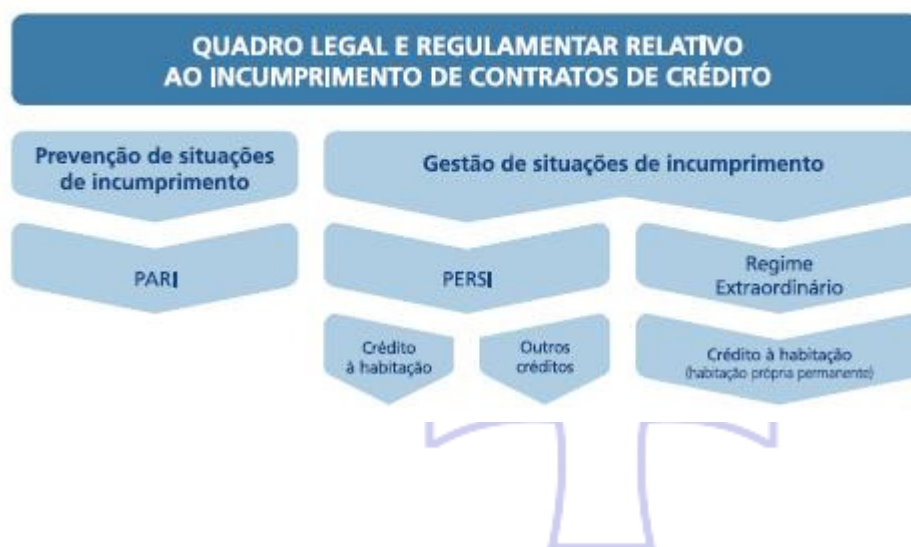 QUADRO LEGAL E REGULAMENTAR RELATIVO
AO INCUMPRIMENTO DE CONTRATOS DE CRÉDITO
Prevenção de situações
de incumprimento
Gestão de situações de incumprimento
PARI
PERSI
Regime
Extraordinário
Crédito
à habitação
Outros
créditos
Crédito à habitação
(habitação própria permanente)